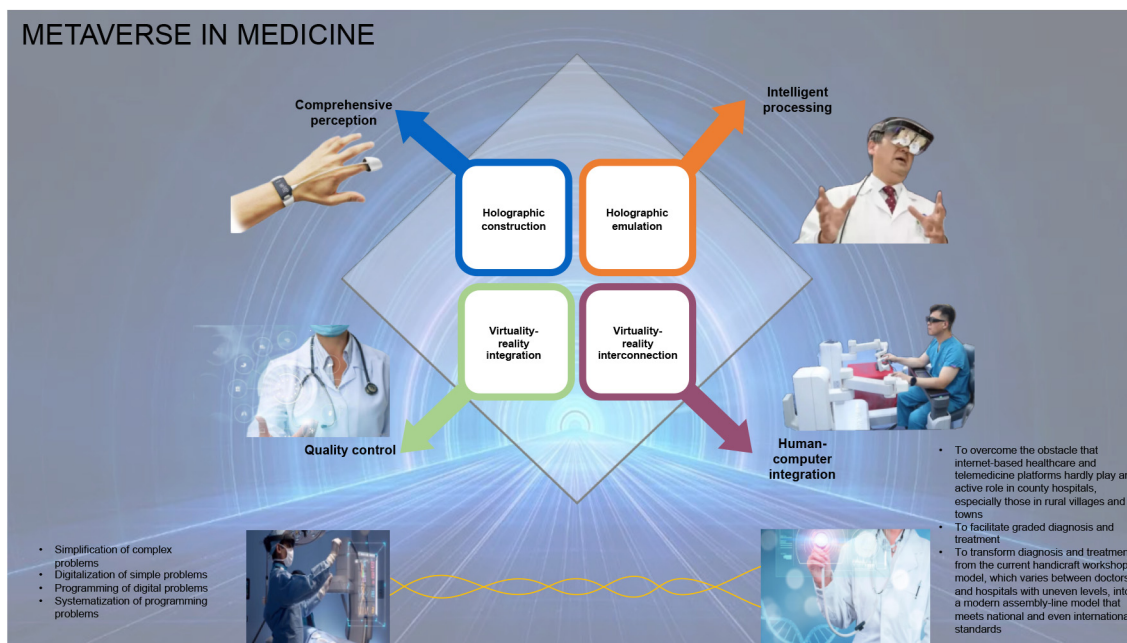 METAVERSE IN MEDICINE
Comprehensive
perception
Intelligent
processing
Holographic
construction
Holographic
emulation
Virtuality-
reality
integration
Virtuality-
reality
interconnection
Quality control
Human-
computer
integration
• Simplification of complex
problems
• Digitalization of simple problems
• Programming of digital problems
• Systematization of programming
problems
• To overcome the obstacle that
internet-based healthcare and
telemedicine platforms hardly play an
active role in county hospitals,
especially those in rural villages and
towns
• To facilitate graded diagnosis and
treatment
• To transform diagnosis and treatment
from the current handicraft workshop
model, which varies between doctors
and hospitals with uneven levels, into
a modern assembly-line model that
meets national and even international
standards